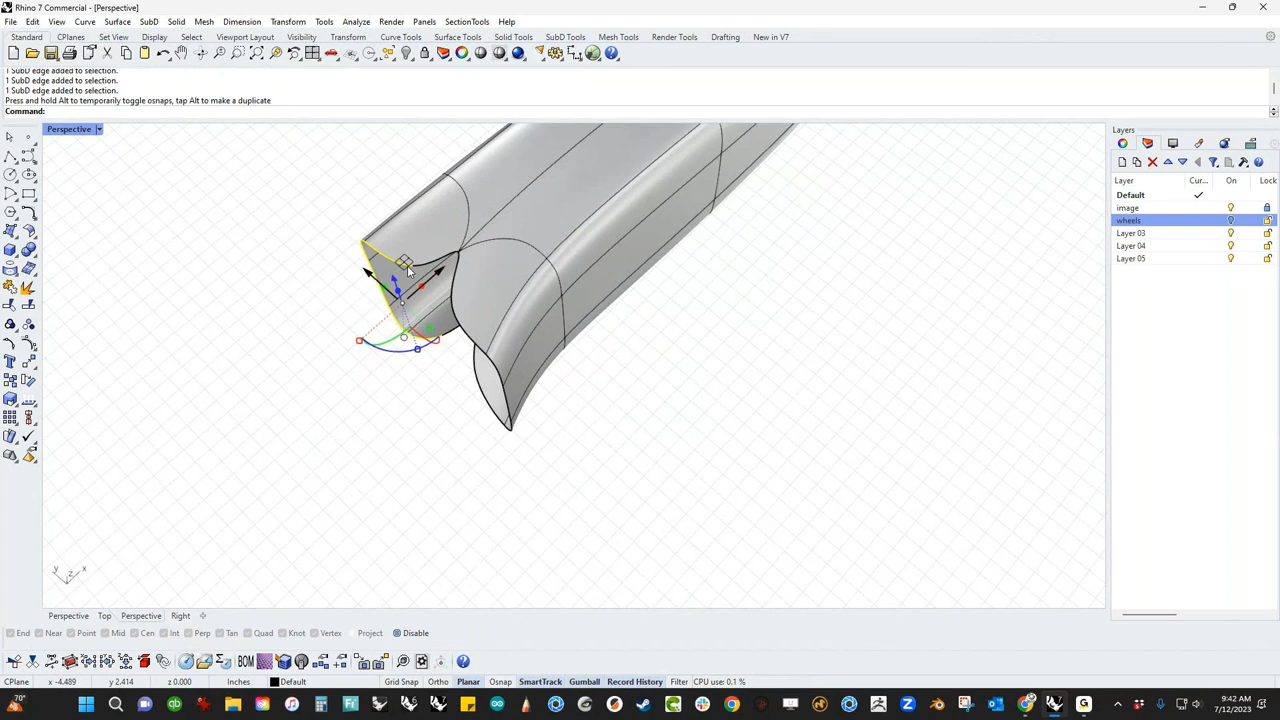 Rhino 7 Commercial - [Perspective]
File Edit View Curve Surface SubD Solid Mesh Dimension Transform Tools Analyze Render Panels SectionTools Help
Standard CPlanes Set View Display Select Viewport Layout Visibility Transform Curve Tools Surface Tools Solid Tools SubD Tools Mesh Tools Render Tools Drafting New in V7
1 SubD edge added to selection.
1 SubD edge added to selection.
1 SubD edge added to selection.
Press and hold Alt to temporarily toggle osnaps, tap Alt to make a duplicate
Command:
Perspective
Layers
Layer Cur... On Lock
Default
image
wheels
Layer 03
Layer 04
Layer 05
y z x
Perspective Top Perspective Right
End Near Point Mid Cen Int Perp Tan Quad Knot Vertex Project Disable
BOM
CPlane x -4.489 y 2.414 z 0.000 Inches Default Grid Snap Ortho Planar Osnap SmartTrack Gumball Record History Filter CPU use: 0.1 %
70°
9:42 AM
7/12/2023